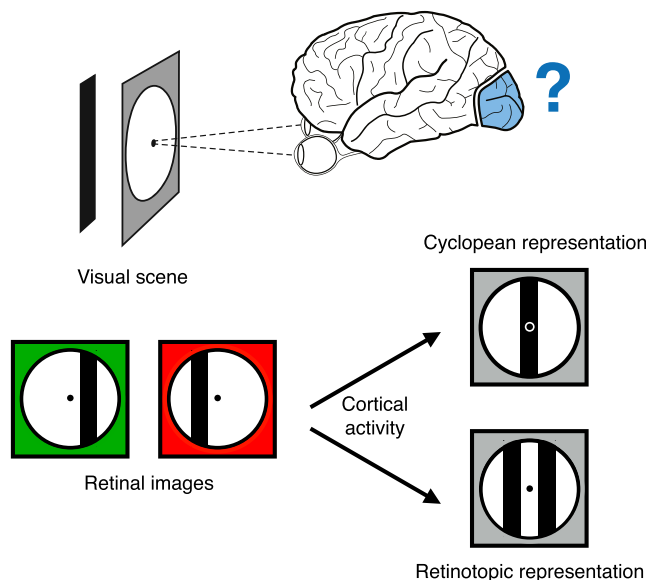 ?
Visual scene
Cyclopean representation
Cortical
activity
Retinal images
Retinotopic representation